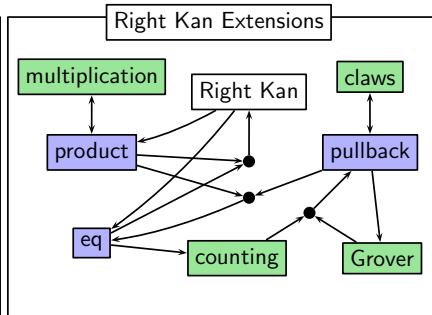 Right Kan Extensions
multiplication
Right Kan
claws
product
pullback
eq
counting
Grover